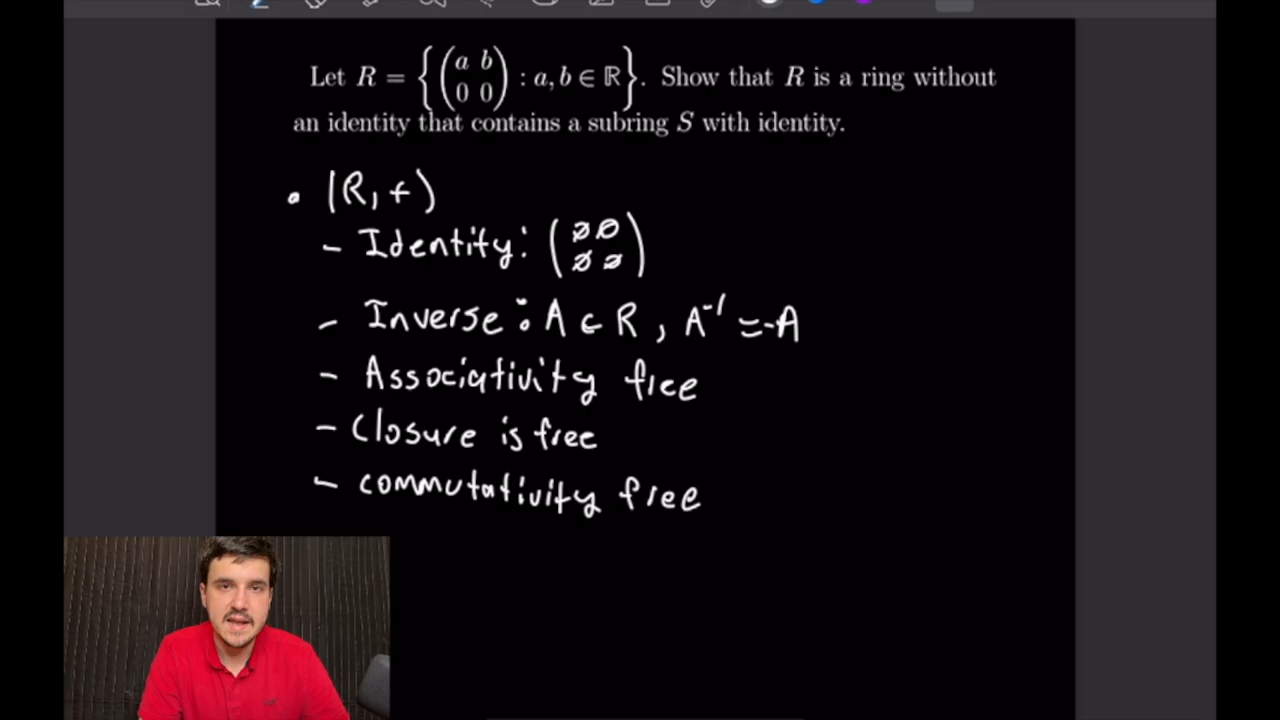 Let R = { ( a b 0 0 ) : a, b ∈ ℝ }. Show that R is a ring without
an identity that contains a subring S with identity.
• (R, +)
- Identity: ( 0 0 0 0 )
- Inverse: A ∈ R, A⁻¹ = -A
- Associativity free
- Closure is free
- commutativity free